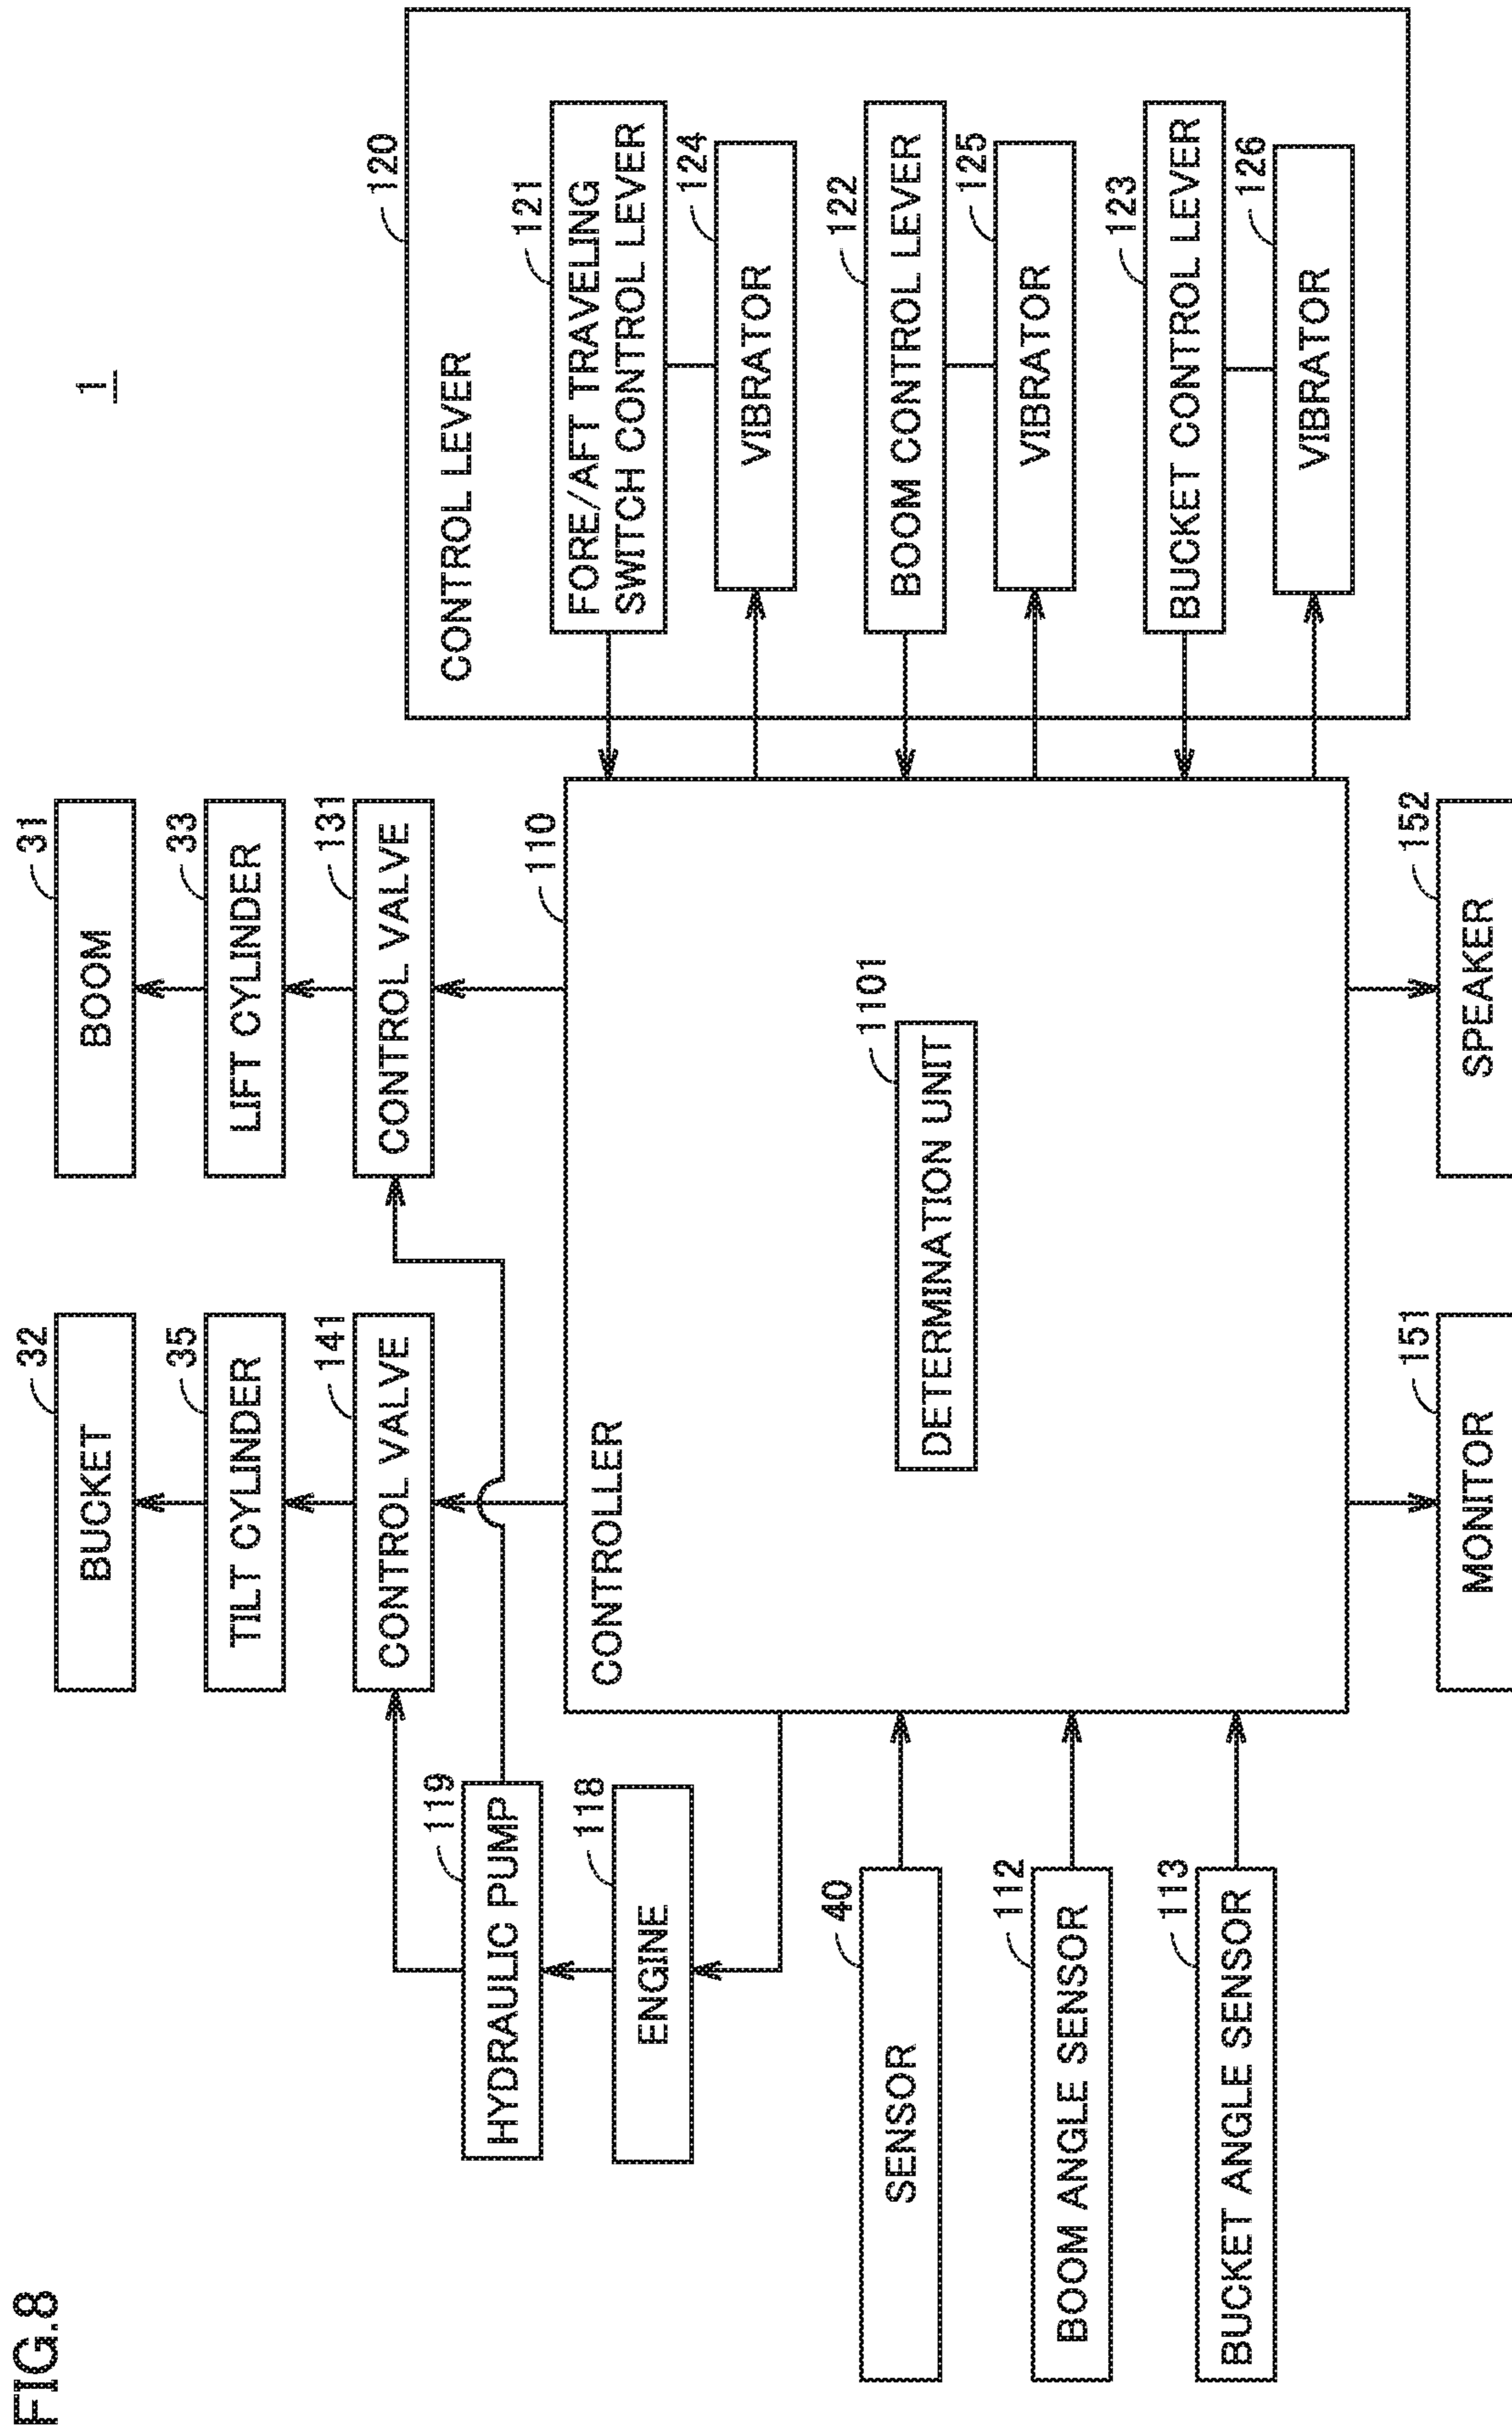 FIG.8
1
32
BUCKET
31
BOOM
35
TILT CYLINDER
33
LIFT CYLINDER
141
CONTROL VALVE
131
CONTROL VALVE
119
HYDRAULIC PUMP
118
ENGINE
40
SENSOR
112
BOOM ANGLE SENSOR
113
BUCKET ANGLE SENSOR
110
CONTROLLER
1101
DETERMINATION UNIT
151
MONITOR
152
SPEAKER
120
CONTROL LEVER
121
FORE/AFT TRAVELING
SWITCH CONTROL LEVER
124
VIBRATOR
122
BOOM CONTROL LEVER
125
VIBRATOR
123
BUCKET CONTROL LEVER
126
VIBRATOR